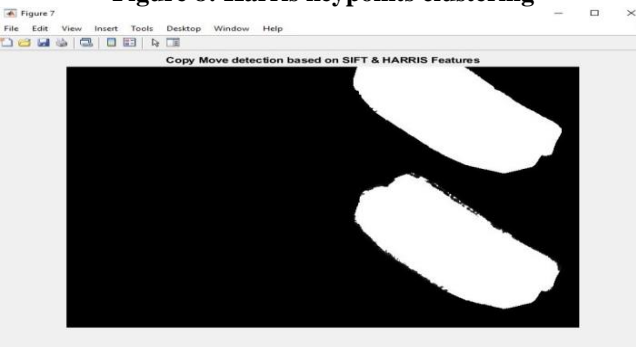 Figure 8: Harris keypoints clustering
Figure 7
File Edit View Insert Tools Desktop Window Help
Copy Move detection based on SIFT & HARRIS Features